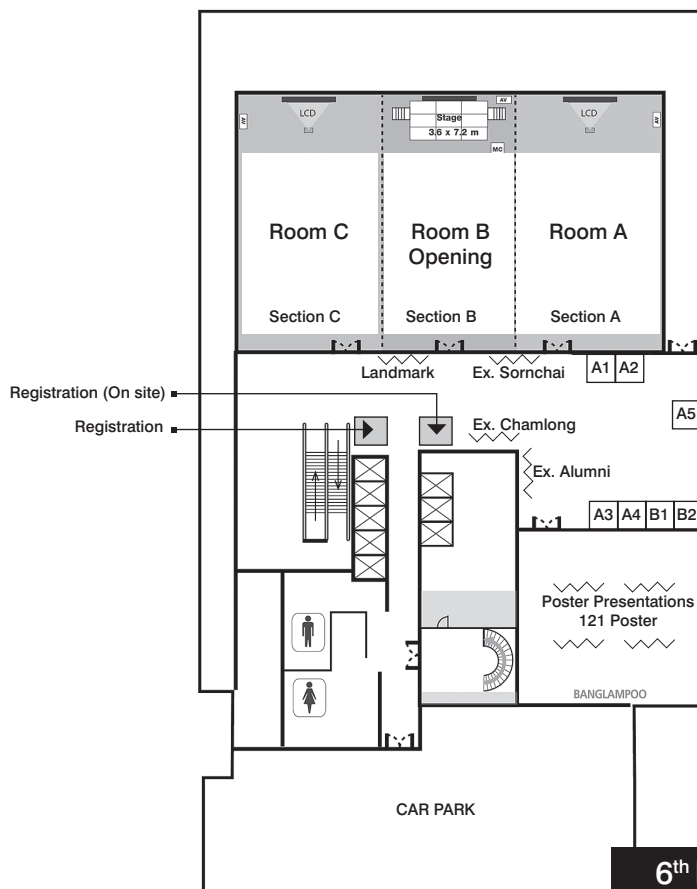 LCD
AV
Stage
3.6 x 7.2 m
MC
AV
LCD
AV
Room C
Room B
Opening
Room A
Section C
Section B
Section A
Landmark
Ex. Sornchai
A1
A2
Registration (On site)
A5
Registration
Ex. Chamlong
Ex. Alumni
A3
A4
B1
B2
Poster Presentations
121 Poster
BANGLAMPOO
CAR PARK
6th